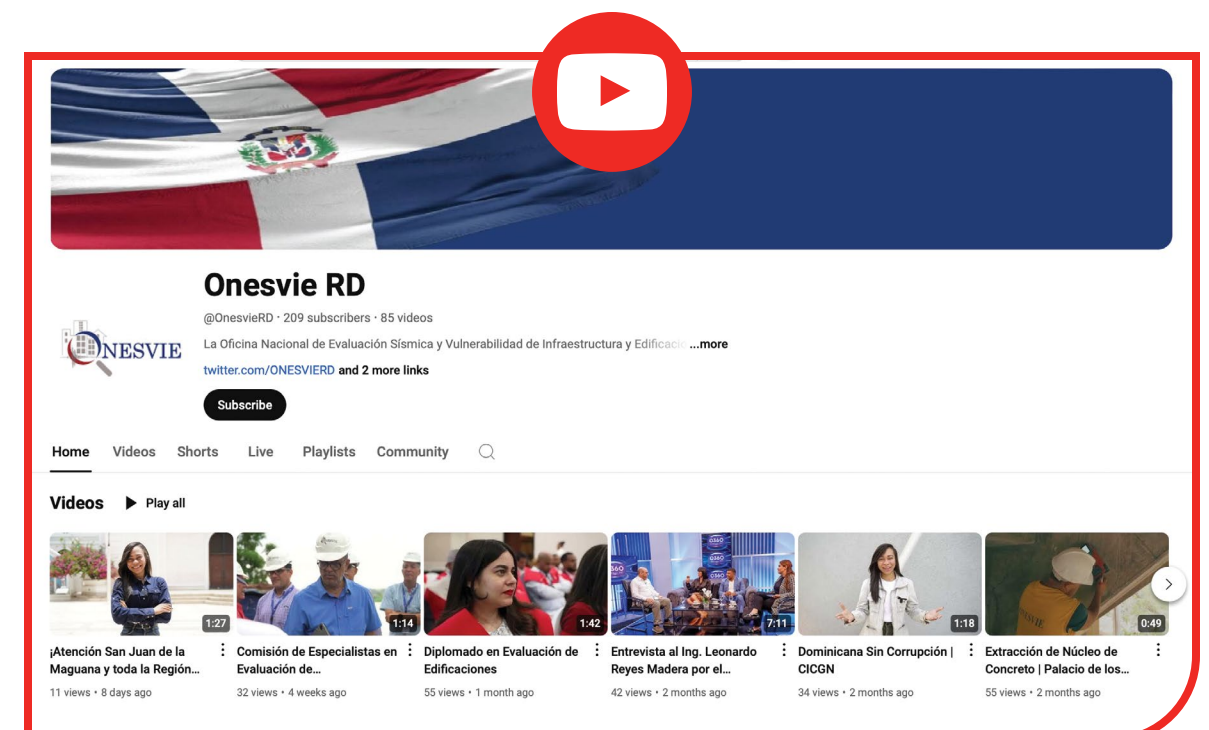 Onesvie RD
@OnesvieRD · 209 subscribers · 85 videos
La Oficina Nacional de Evaluación Sísmica y Vulnerabilidad de Infraestructura y Edificacio ...more
ONESVIE
twitter.com/ONESVIERD and 2 more links
Subscribe
Home Videos Shorts Live Playlists Community
Videos Play all
1:27 1:14 1:42 7:11 1:18 0:49
¡Atención San Juan de la
Maguana y toda la Región...
11 views • 8 days ago
Comisión de Especialistas en
Evaluación de...
32 views • 4 weeks ago
Diplomado en Evaluación de
Edificaciones
55 views • 1 month ago
Entrevista al Ing. Leonardo
Reyes Madera por el...
42 views • 2 months ago
Dominicana Sin Corrupción |
CICGN
34 views • 2 months ago
Extracción de Núcleo de
Concreto | Palacio de los...
55 views • 2 months ago